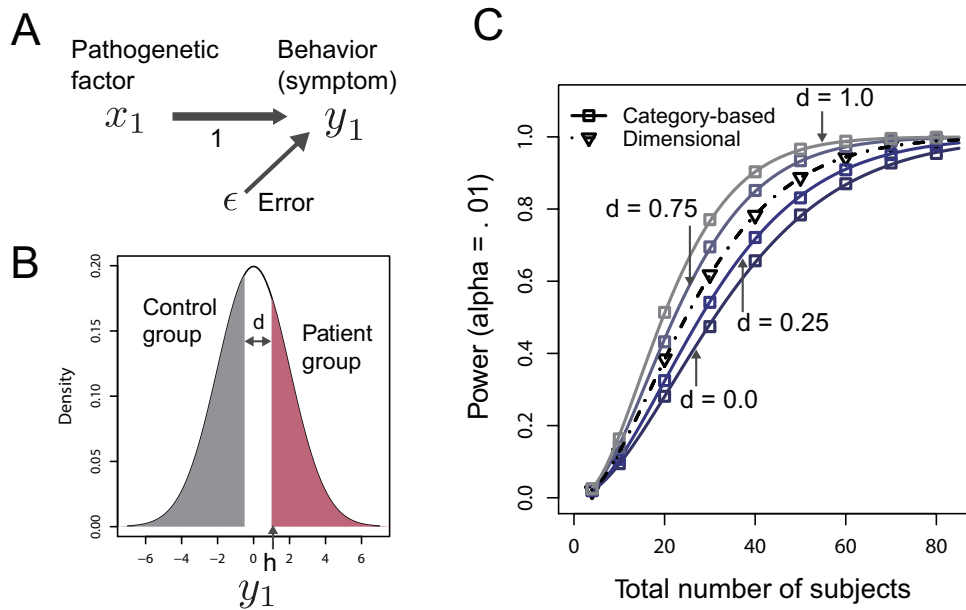 A
Pathogenetic
factor
Behavior
(symptom)
x₁
1
y₁
ϵ Error
B
Density
0.20
0.15
0.10
0.05
0.00
Control
group
d
Patient
group
−6 −4 −2 0 2 4 6
h
y₁
C
Power (alpha = . 01)
1.0
0.8
0.6
0.4
0.2
0.0
Category-based
Dimensional
d = 1.0
d = 0.75
d = 0.25
d = 0.0
0 20 40 60 80
Total number of subjects